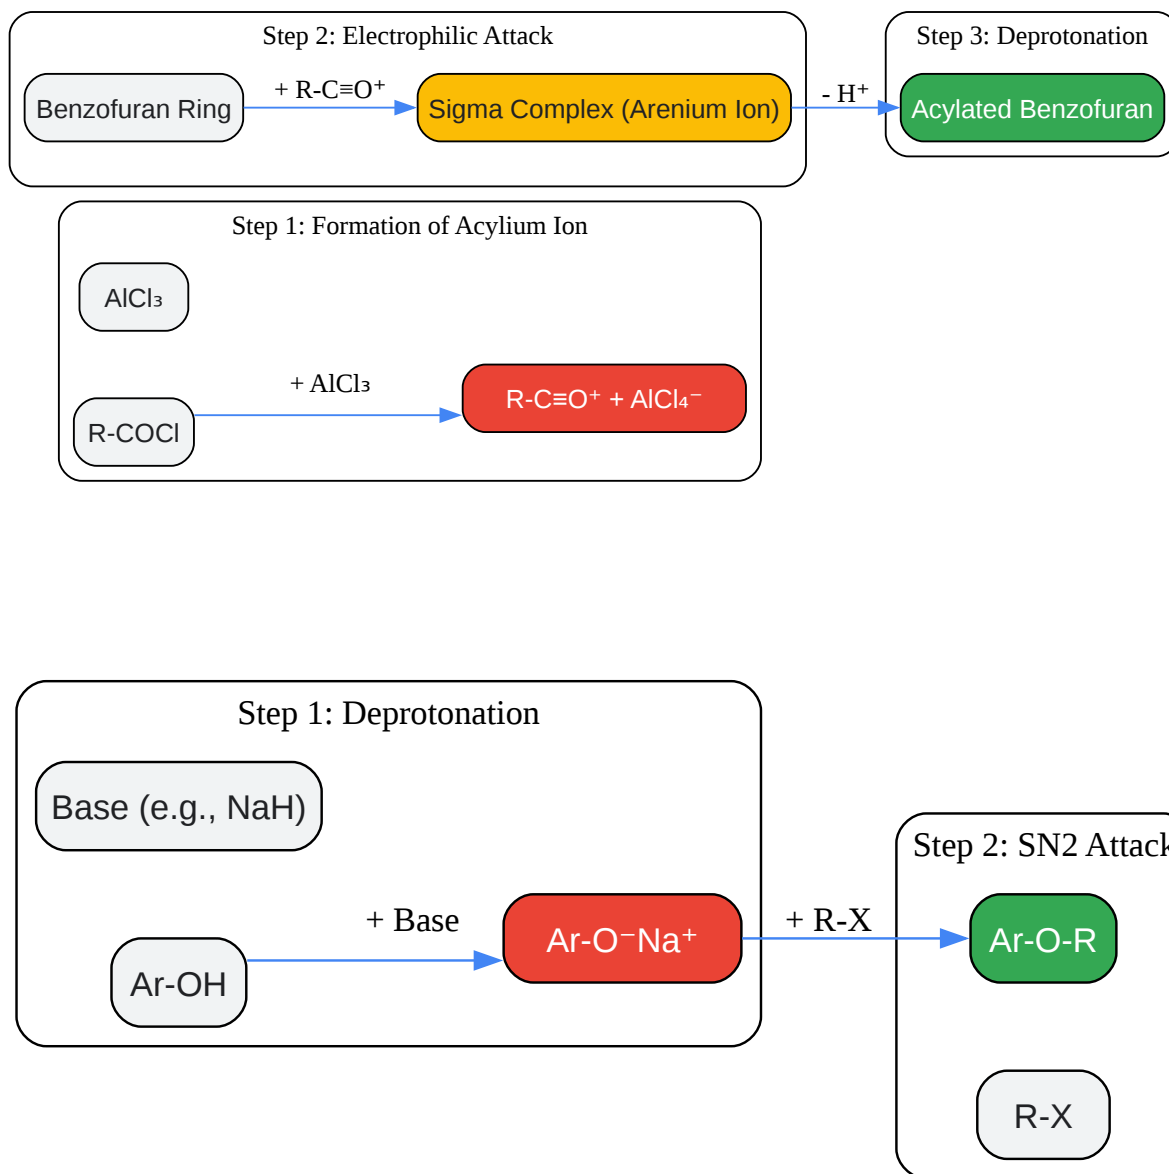 Step 2: Electrophilic Attack
Benzofuran Ring
+ R-C≡O⁺
Sigma Complex (Arenium Ion)
- H⁺
Step 3: Deprotonation
Acylated Benzofuran
Step 1: Formation of Acylium Ion
AlCl₃
R-COCl
+ AlCl₃
R-C≡O⁺ + AlCl₄⁻
Step 1: Deprotonation
Base (e.g., NaH)
Ar-OH
+ Base
Ar-O⁻Na⁺
+ R-X
Step 2: SN2 Attack
Ar-O-R
R-X